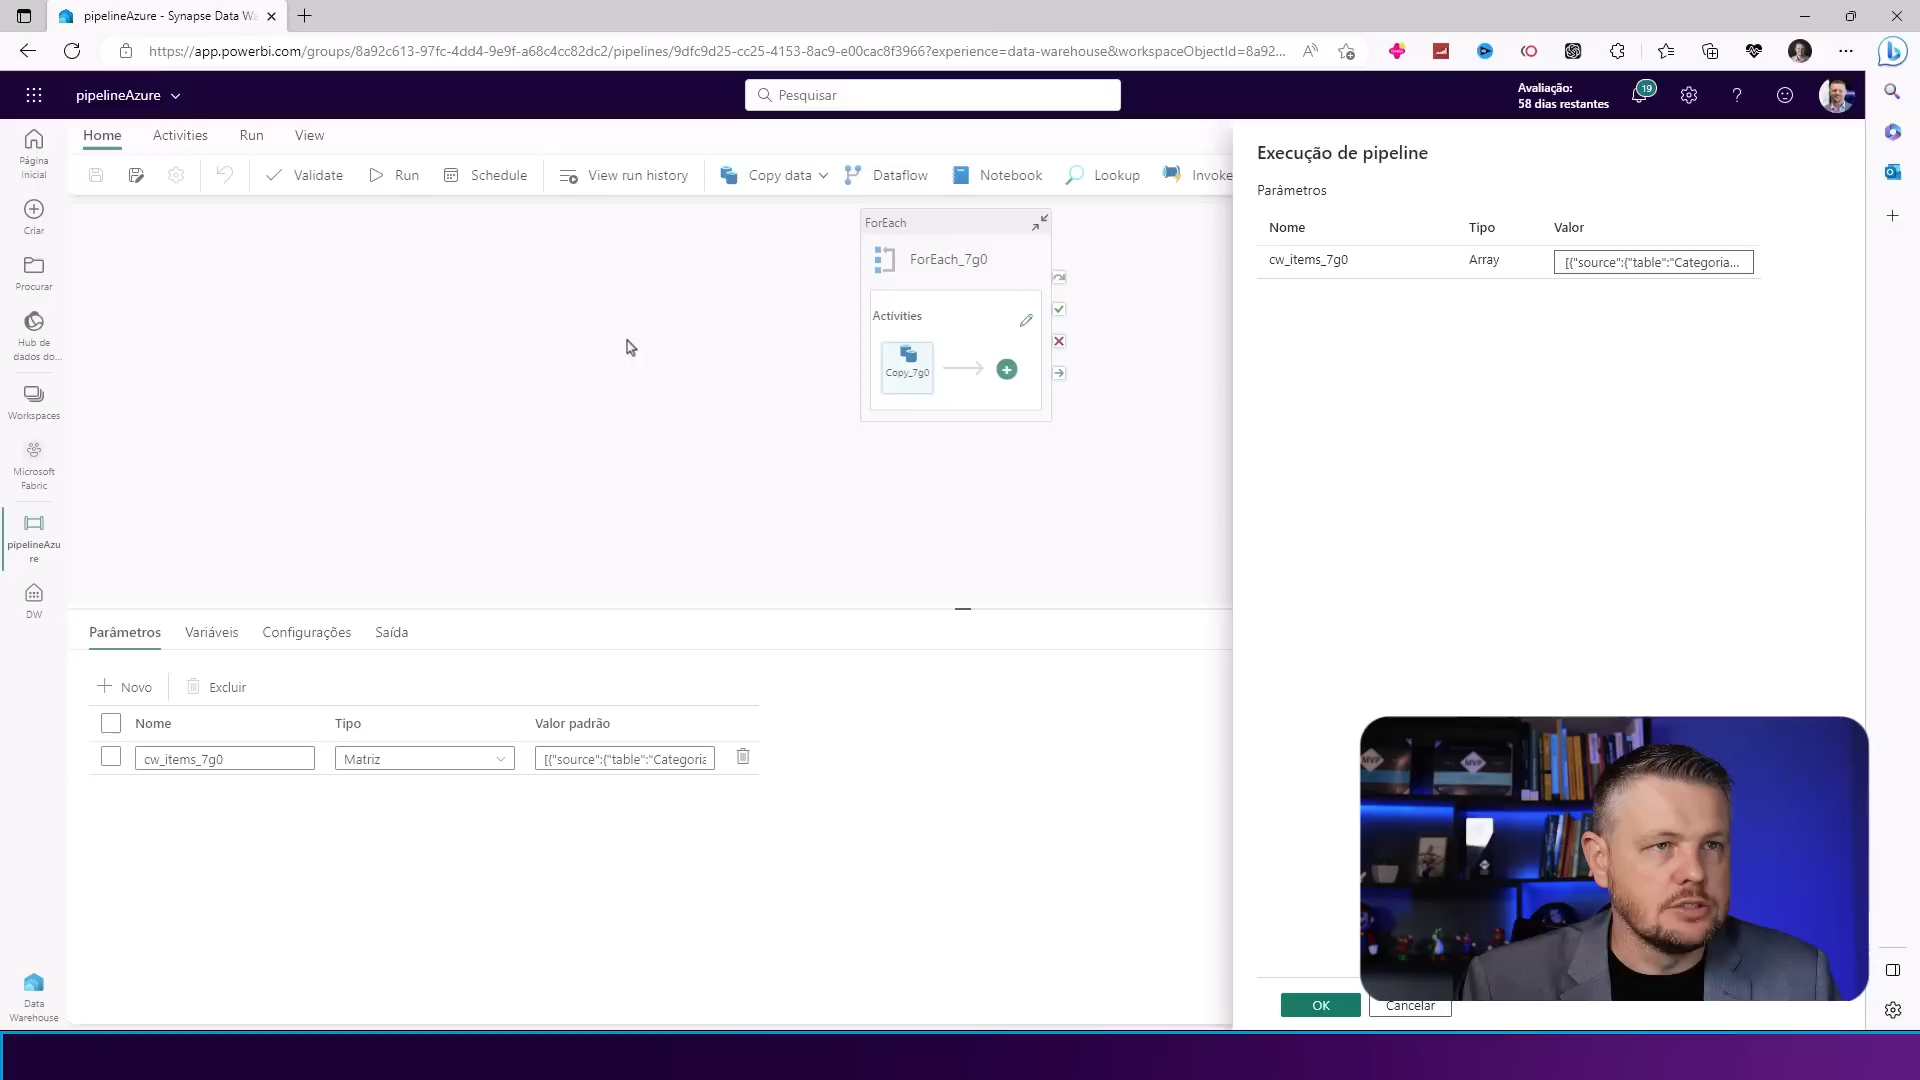 pipelineAzure - Synapse Data Wa
https://app.powerbi.com/groups/8a92c613-97fc-4dd4-9e9f-a68c4cc82dc2/pipelines/9dfc9d25-cc25-4153-8ac9-e00cac8f3966?experience=data-warehouse&workspaceObjectId=8a92...
pipelineAzure
Pesquisar
Avaliação:
58 dias restantes
19
Home Activities Run View
Validate Run Schedule View run history Copy data Dataflow Notebook Lookup Invoke
Página
Inicial
Criar
Procurar
Hub de
dados do...
Workspaces
Microsoft
Fabric
pipelineAzu
re
DW
Data
Warehouse
ForEach
ForEach_7g0
Activities
Copy_7g0
Parâmetros Variáveis Configurações Saída
Novo Excluir
Nome Tipo Valor padrão
cw_items_7g0 Matriz [{"source":{"table":"Categoria
Execução de pipeline
Parâmetros
Nome Tipo Valor
cw_items_7g0 Array [{"source":{"table":"Categoria...
MVP
MVP
OK Cancelar